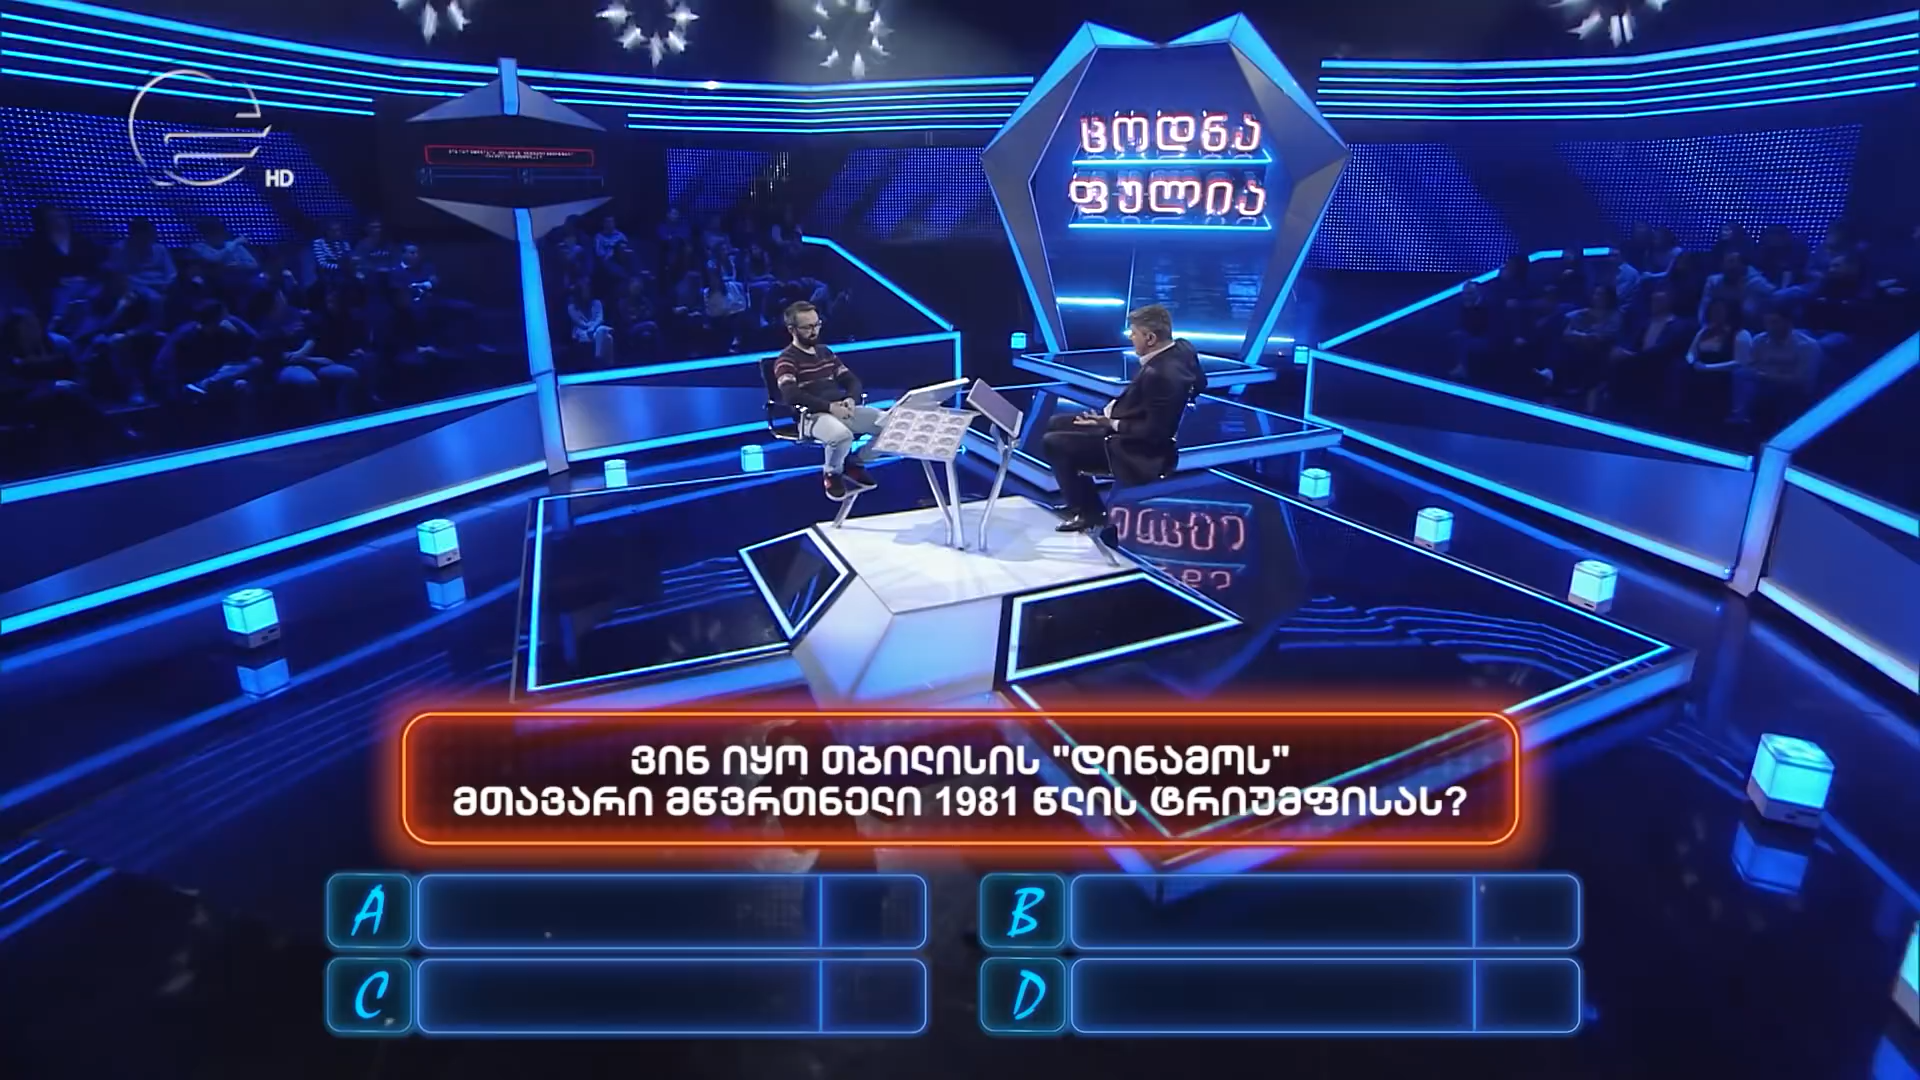 HD
ცოდნა
ფულია
ვინ იყო თბილისის "დინამოს"
მთავარი მწვრთნელი 1981 წლის ტრიუმფისას?
A
B
C
D